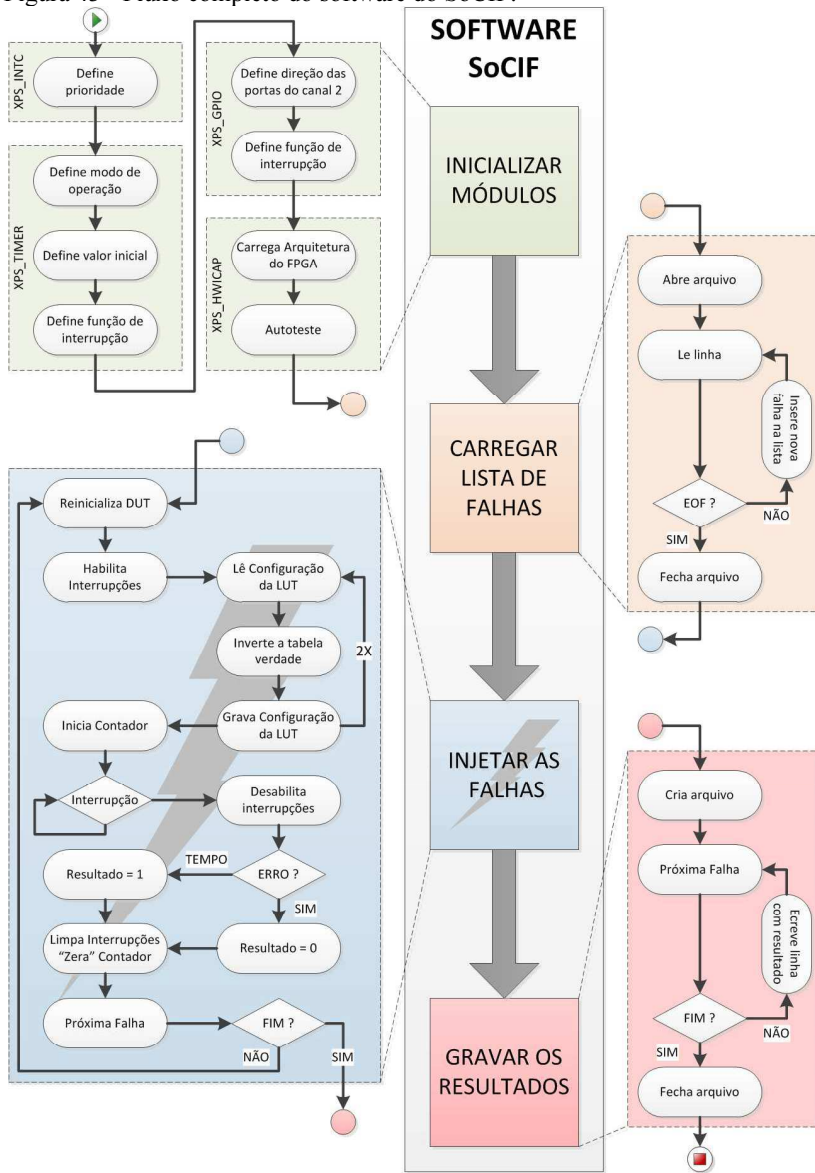 Figura 45 - Plano completo do software do SoCIF.
SOFTWARE
SoCIF
XPS_INTC
Define
prioridade
XPS_TIMER
Define modo de
operação
Define valor inicial
Define função de
interrupção
XPS_GPIO
Define direção das
portas do canal 2
Define função de
interrupção
XPS_HWICAP
Carrega Arquitetura
do FPGA
Autoteste
INICIALIZAR
MÓDULOS
CARREGAR
LISTA DE
FALHAS
INJETAR AS
FALHAS
GRAVAR OS
RESULTADOS
Abre arquivo
Le linha
Insere nova
falha na lista
EOF ?
NÃO
SIM
Fecha arquivo
Reinicializa DUT
Habilita
Interrupções
Lê Configuração
da LUT
Inverte a tabela
verdade
2X
Grava Configuração
da LUT
Inicia Contador
Interrupção
Desabilita
interrupções
ERRO ?
TEMPO
SIM
Resultado = 1
Resultado = 0
Limpa Interrupções
“Zera” Contador
Próxima Falha
FIM ?
NÃO
SIM
Cria arquivo
Próxima Falha
Ecreve linha
com resultado
FIM ?
NÃO
SIM
Fecha arquivo